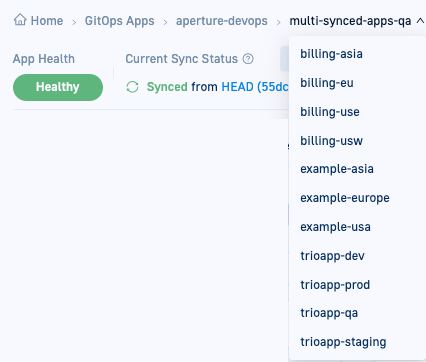 Home > GitOps Apps > aperture-devops > multi-synced-apps-qa
App Health
Current Sync Status
Healthy
Synced from HEAD (55dc
billing-asia
billing-eu
billing-use
billing-usw
example-asia
example-europe
example-usa
trioapp-dev
trioapp-prod
trioapp-qa
trioapp-staging